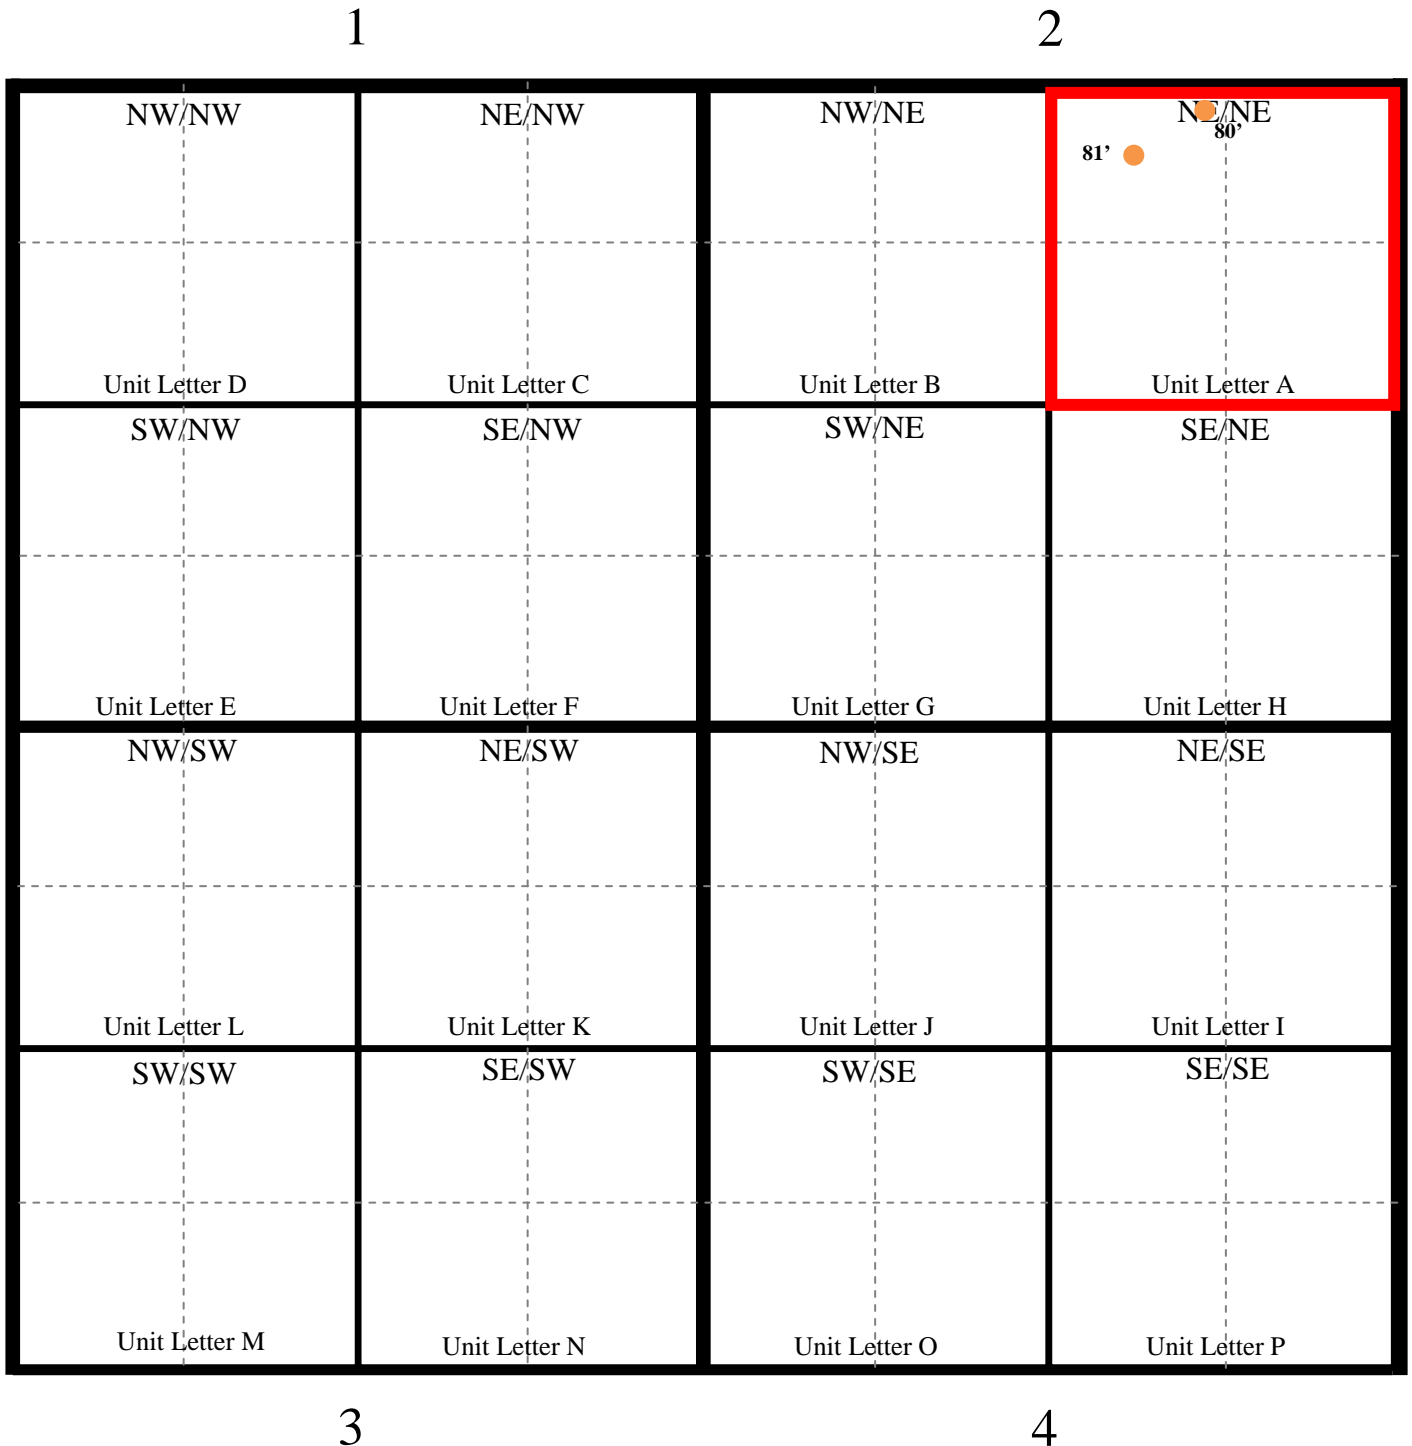 1
2
NW/NW
NE/NW
NW/NE
NE/NE
80’
81’
Unit Letter D
Unit Letter C
Unit Letter B
Unit Letter A
SW/NW
SE/NW
SW/NE
SE/NE
Unit Letter E
Unit Letter F
Unit Letter G
Unit Letter H
NW/SW
NE/SW
NW/SE
NE/SE
Unit Letter L
Unit Letter K
Unit Letter J
Unit Letter I
SW/SW
SE/SW
SW/SE
SE/SE
Unit Letter M
Unit Letter N
Unit Letter O
Unit Letter P
3
4